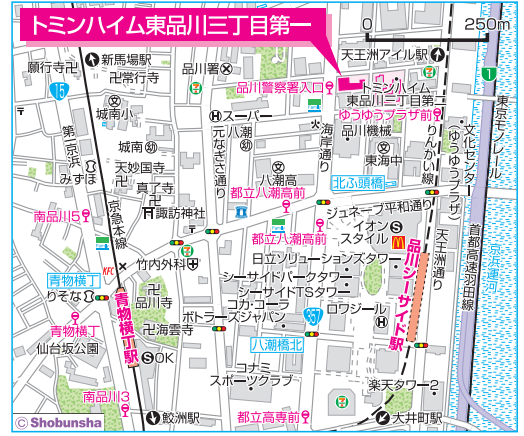 トミンハイム東品川三丁目第一
0 250m
天王洲アイル駅
願行寺
新馬場駅
常行寺
品川署
15
城南小
品川警察署入口
トミンハイム
東品川三丁目第二
ゆうゆうプラザ前
1
東京モノレール
スーパー
城南幼
八潮幼
元なぎさ通り
海岸通り
品川機械
東海中
りんかい線
文化センター
(ゆうゆうプラザ)
第一京浜
みずほ
天妙国寺
真了寺
八潮高
北ふ頭橋
都立八潮高前
南品川5
京急本線
諏訪神社
ジュネーブ平和通り
都立八潮高前
イオン
スタイル
天王洲通り
首都高速羽田線
京浜運河
KFC
竹内外科
日立ソリューションズタワー
品川シーサイド駅
青物横丁
りそな
青物横丁駅
品川寺
シーサイドパークタワー
シーサイドTSタワー
コカ・コーラ
ボトラーズジャパン
ロワジール
357
青物横丁
海雲寺
八潮橋北
仙台坂公園
OK
コナミ
スポーツクラブ
楽天タワー2
南品川3
鮫洲駅
都立高専前
大井町駅
© Shobunsha